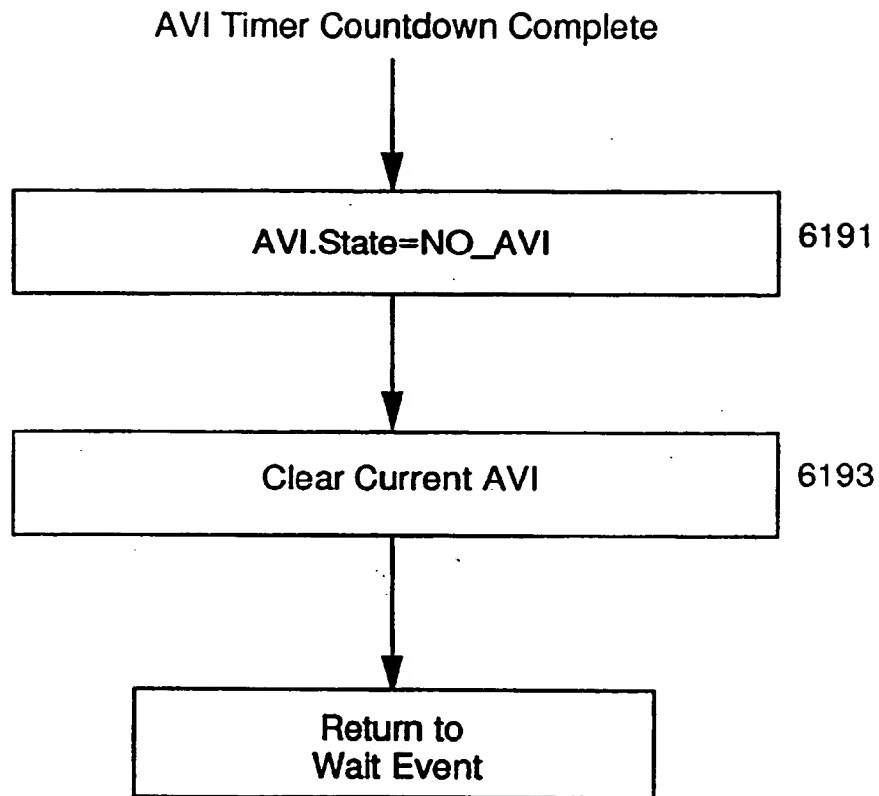 AVI Timer Countdown Complete
AVI.State=NO_AVI
6191
Clear Current AVI
6193
Return to
Wait Event